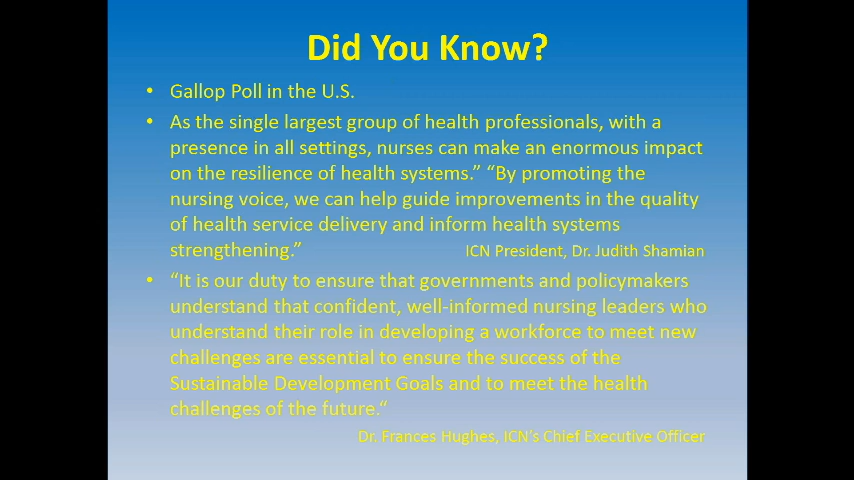 Did You Know?
• Gallop Poll in the U.S.
• As the single largest group of health professionals, with a
presence in all settings, nurses can make an enormous impact
on the resilience of health systems.” “By promoting the
nursing voice, we can help guide improvements in the quality
of health service delivery and inform health systems
strengthening.” ICN President, Dr. Judith Shamian
• “It is our duty to ensure that governments and policymakers
understand that confident, well-informed nursing leaders who
understand their role in developing a workforce to meet new
challenges are essential to ensure the success of the
Sustainable Development Goals and to meet the health
challenges of the future.“
Dr. Frances Hughes, ICN's Chief Executive Officer